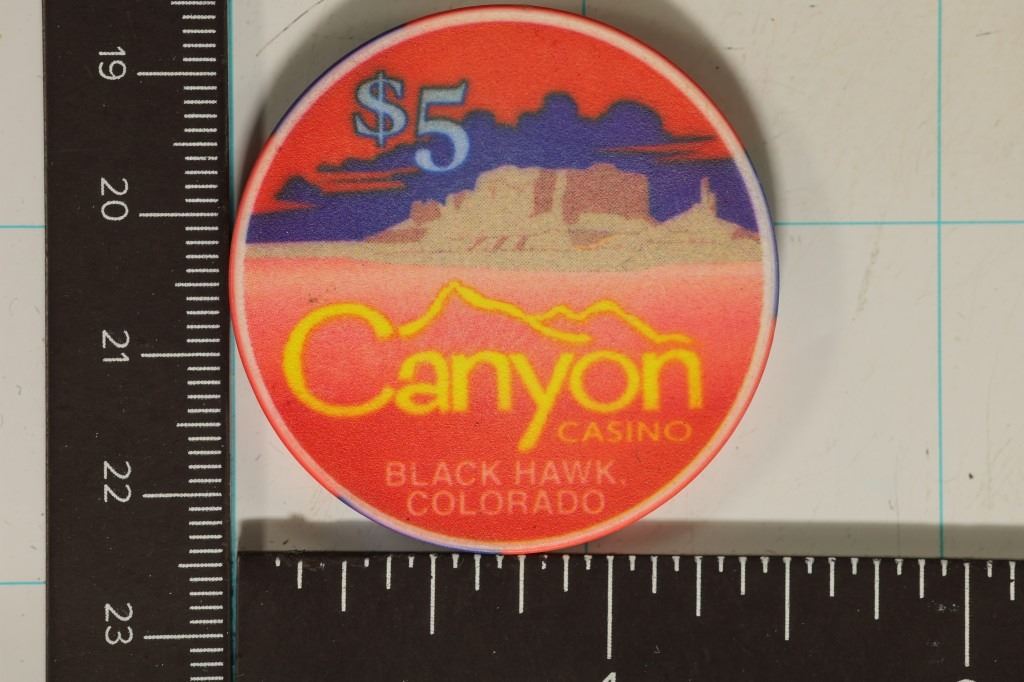 $5
Canyon
CASINO
BLACK HAWK,
COLORADO
19
20
21
22
23